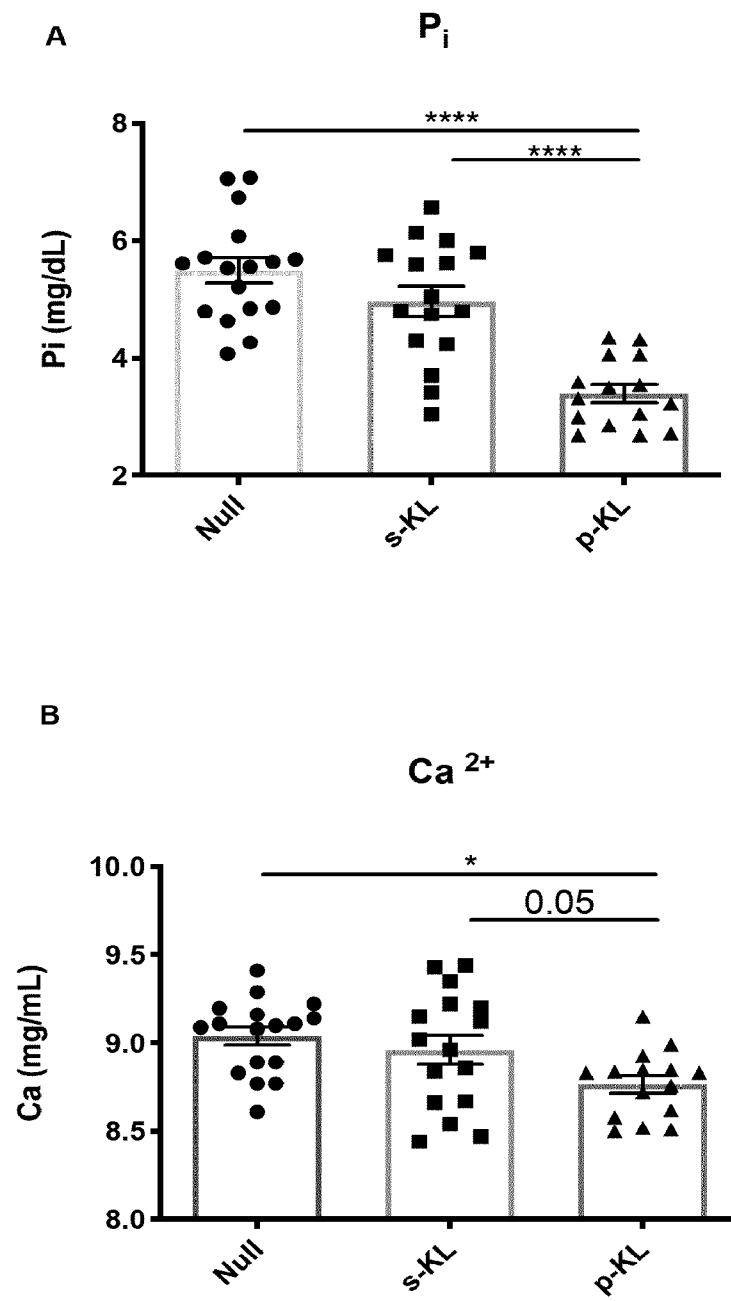 A
Pi
****
****
8
6
4
2
Pi (mg/dL)
Null
s-KL
p-KL
B
Ca 2+
*
0.05
10.0
9.5
9.0
8.5
8.0
Ca (mg/mL)
Null
s-KL
p-KL